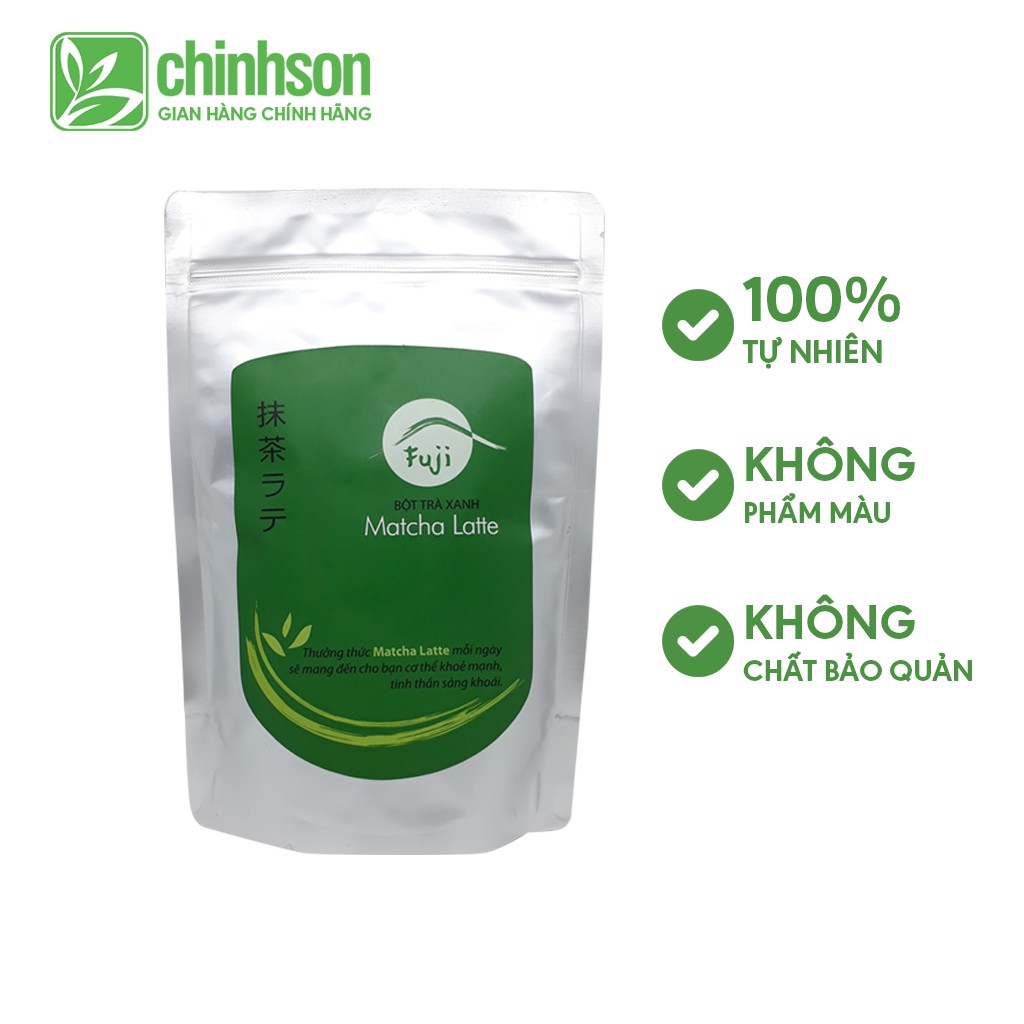 chinhson
GIAN HÀNG CHÍNH HÃNG
抹茶ラテ
Fuji
BỘT TRÀ XANH
Matcha Latte
Thưởng thức Matcha Latte mỗi ngày
sẽ mang đến cho bạn cơ thể khoẻ mạnh,
tinh thần sảng khoái.
100%
TỰ NHIÊN
KHÔNG
PHẨM MÀU
KHÔNG
CHẤT BẢO QUẢN